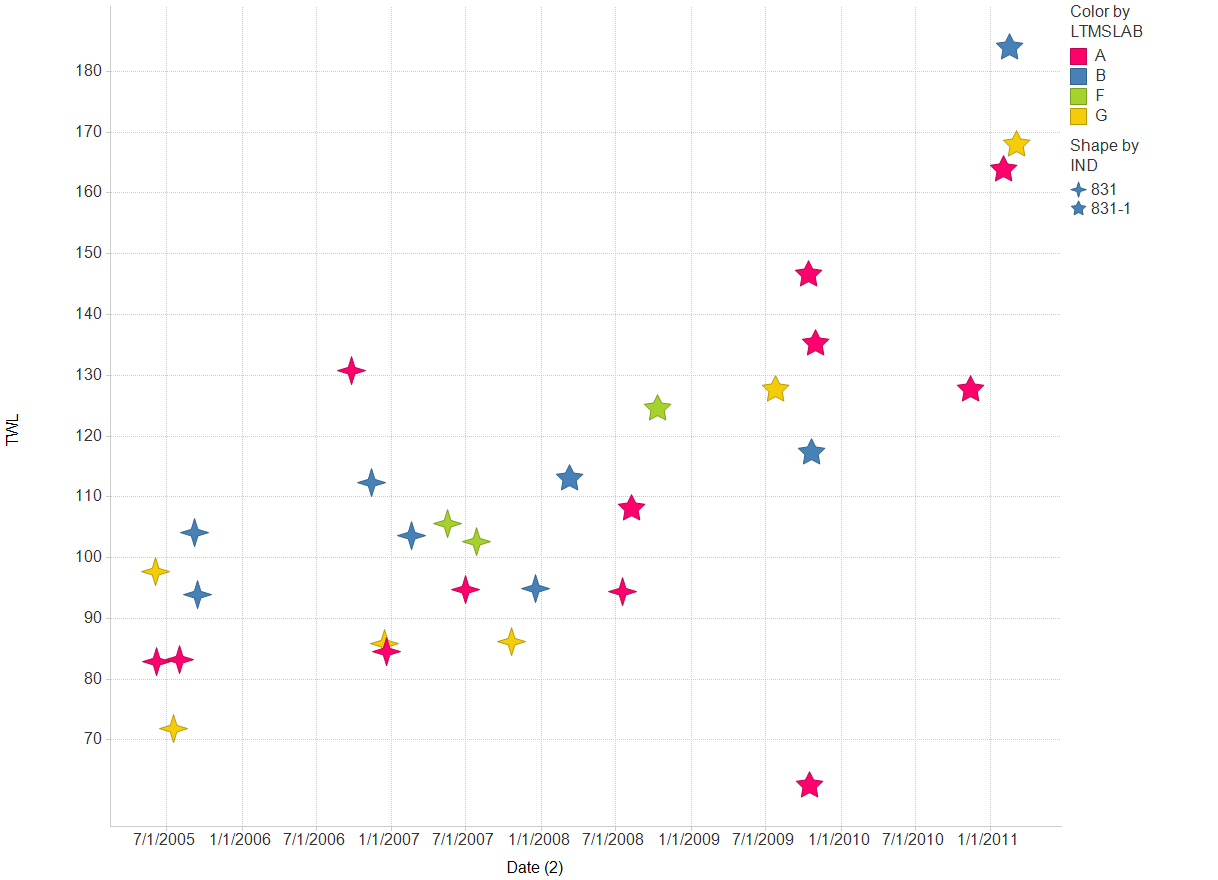 Color by
LTMSLAB
A
B
F
G
Shape by
IND
831
831-1
180
170
160
150
140
130
120
110
100
90
80
70
TWL
7/1/2005 1/1/2006 7/1/2006 1/1/2007 7/1/2007 1/1/2008 7/1/2008 1/1/2009 7/1/2009 1/1/2010 7/1/2010 1/1/2011
Date (2)